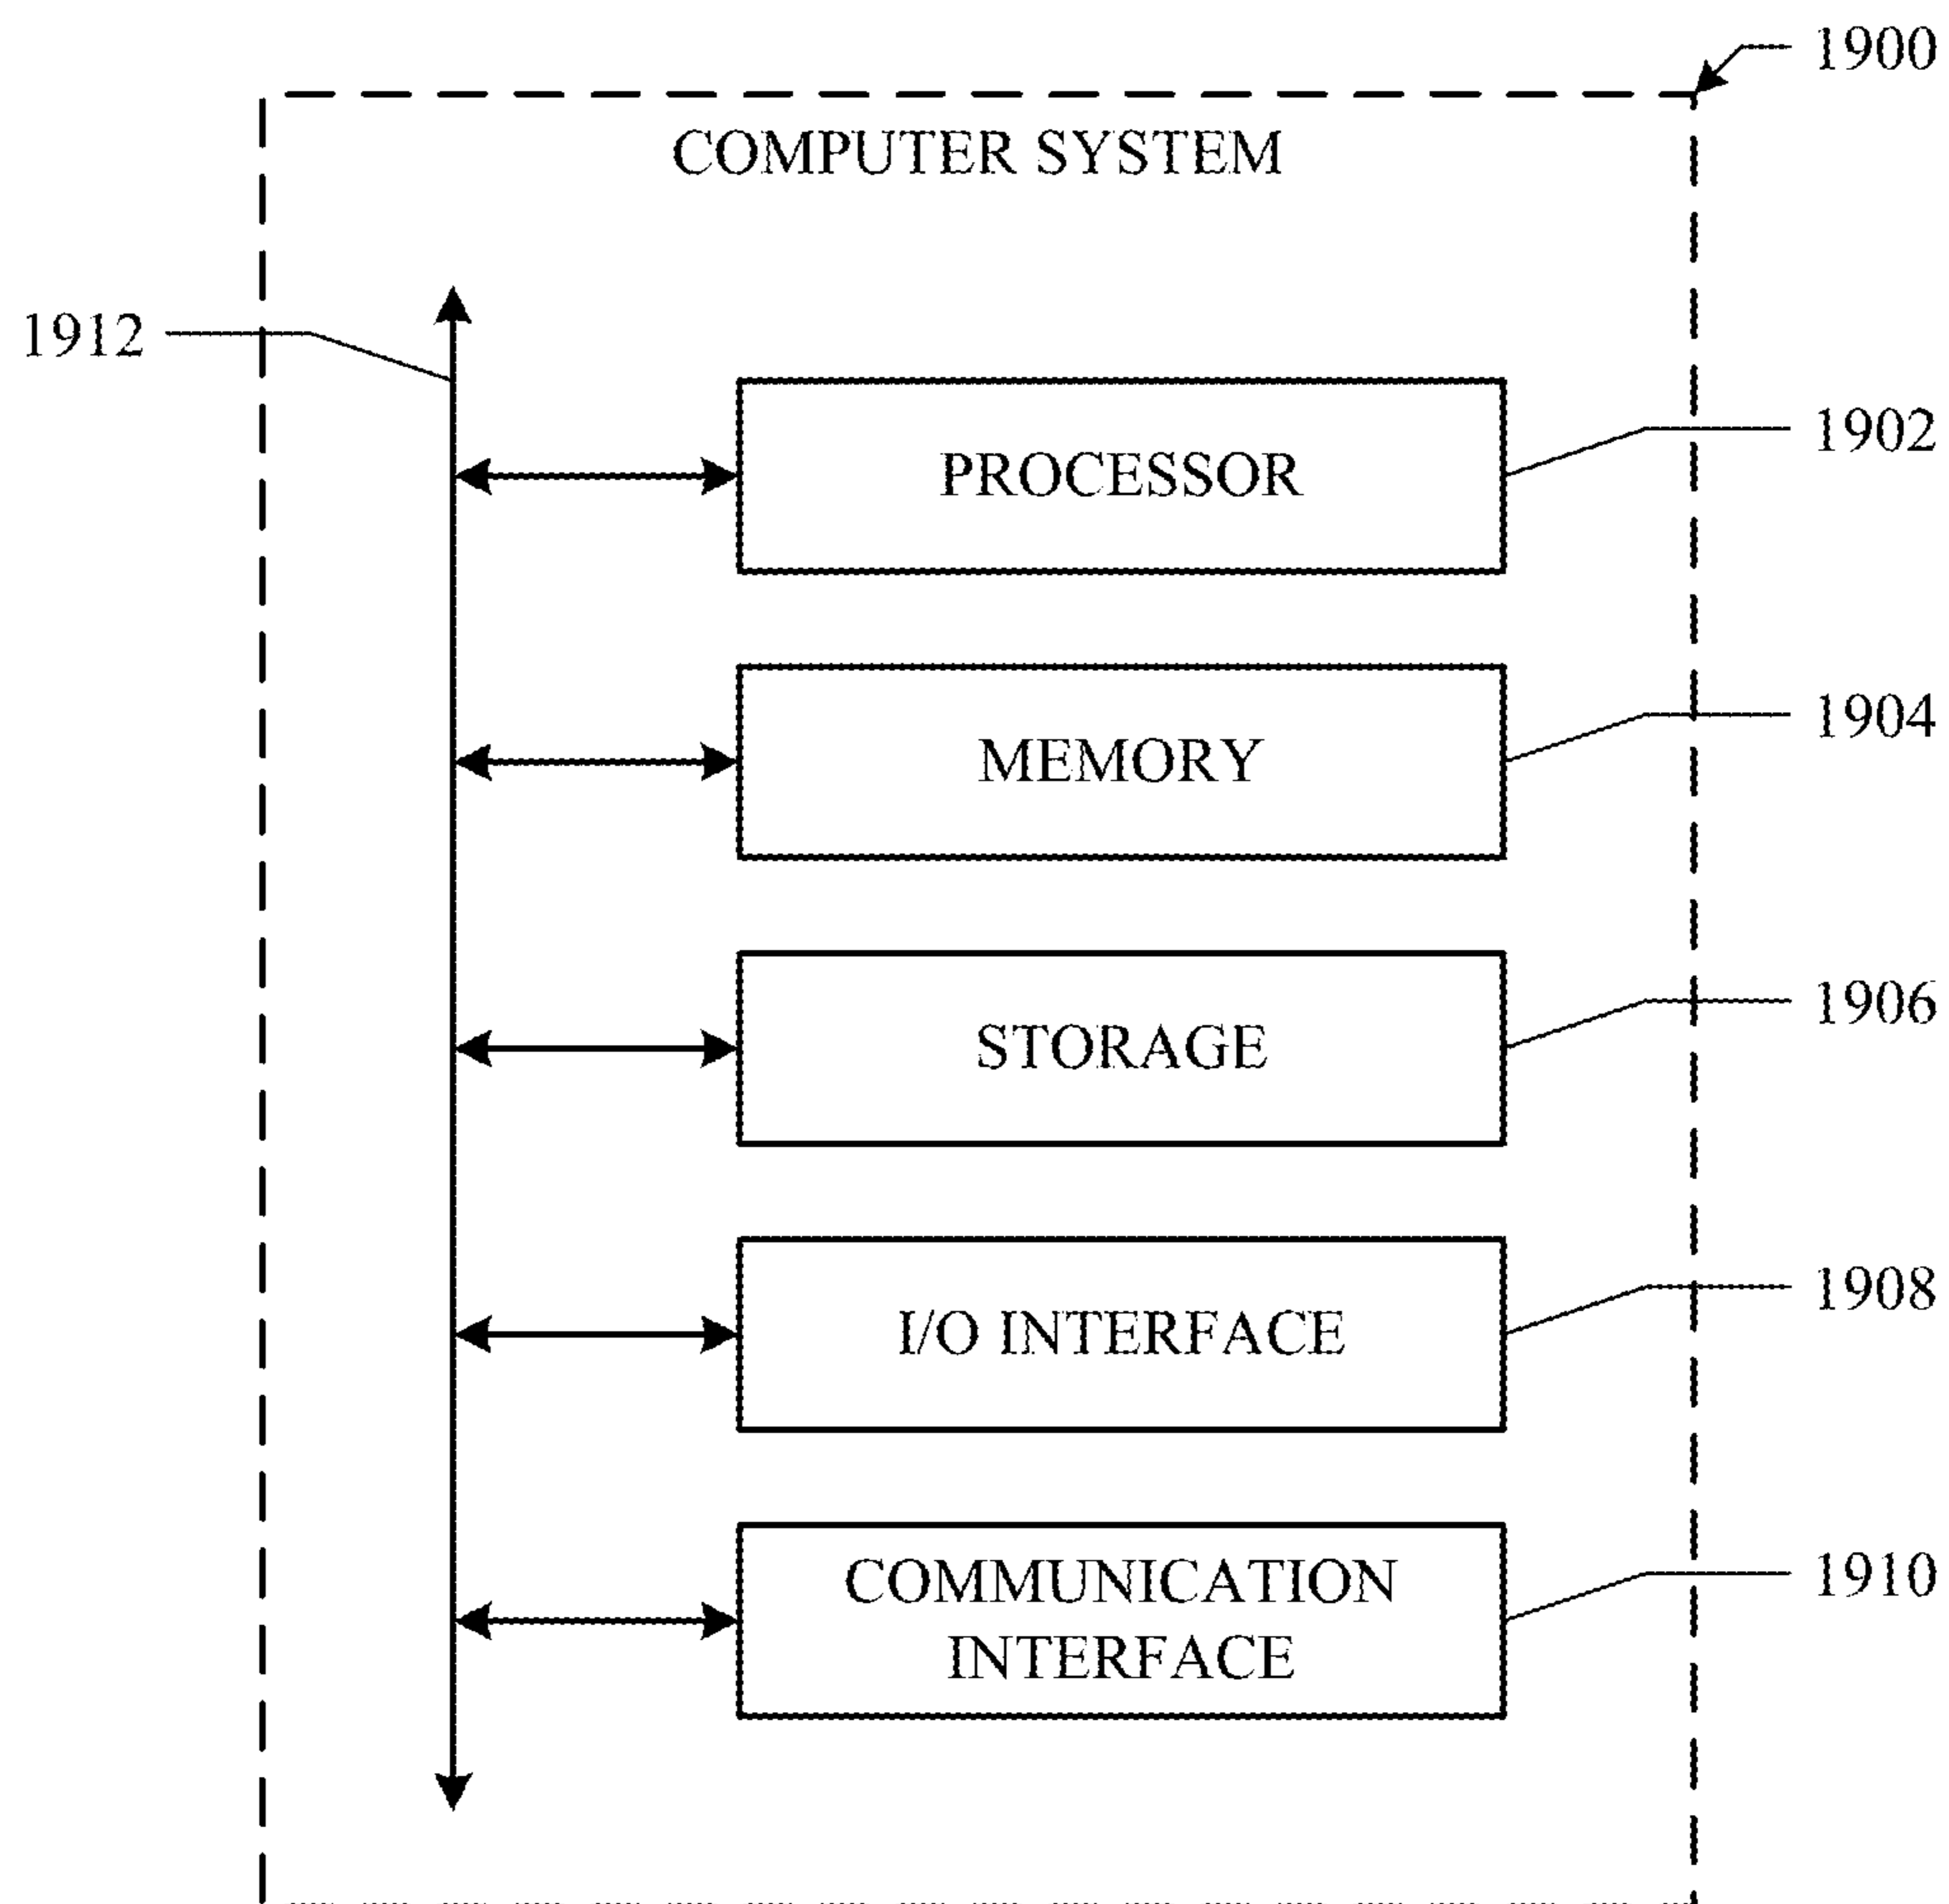 1900
COMPUTER SYSTEM
1912
PROCESSOR
1902
MEMORY
1904
STORAGE
1906
I/O INTERFACE
1908
COMMUNICATION
INTERFACE
1910